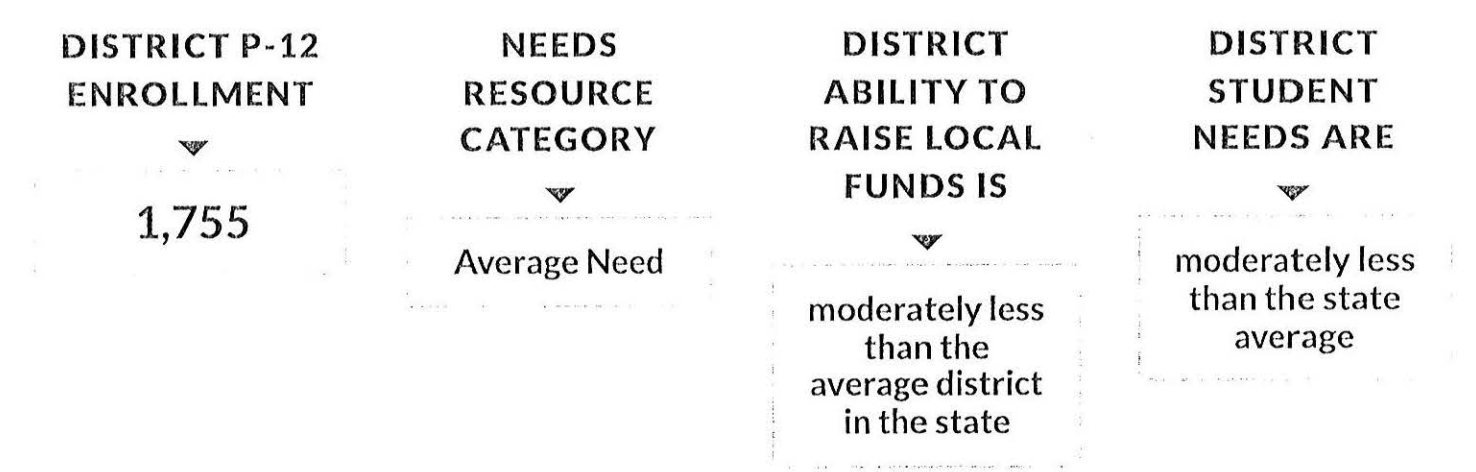 DISTRICT P-12
ENROLLMENT
1,755
NEEDS
RESOURCE
CATEGORY
Average Need
DISTRICT
ABILITY TO
RAISE LOCAL
FUNDS IS
moderately less
than the
average district
in the state
DISTRICT
STUDENT
NEEDS ARE
moderately less
than the state
average